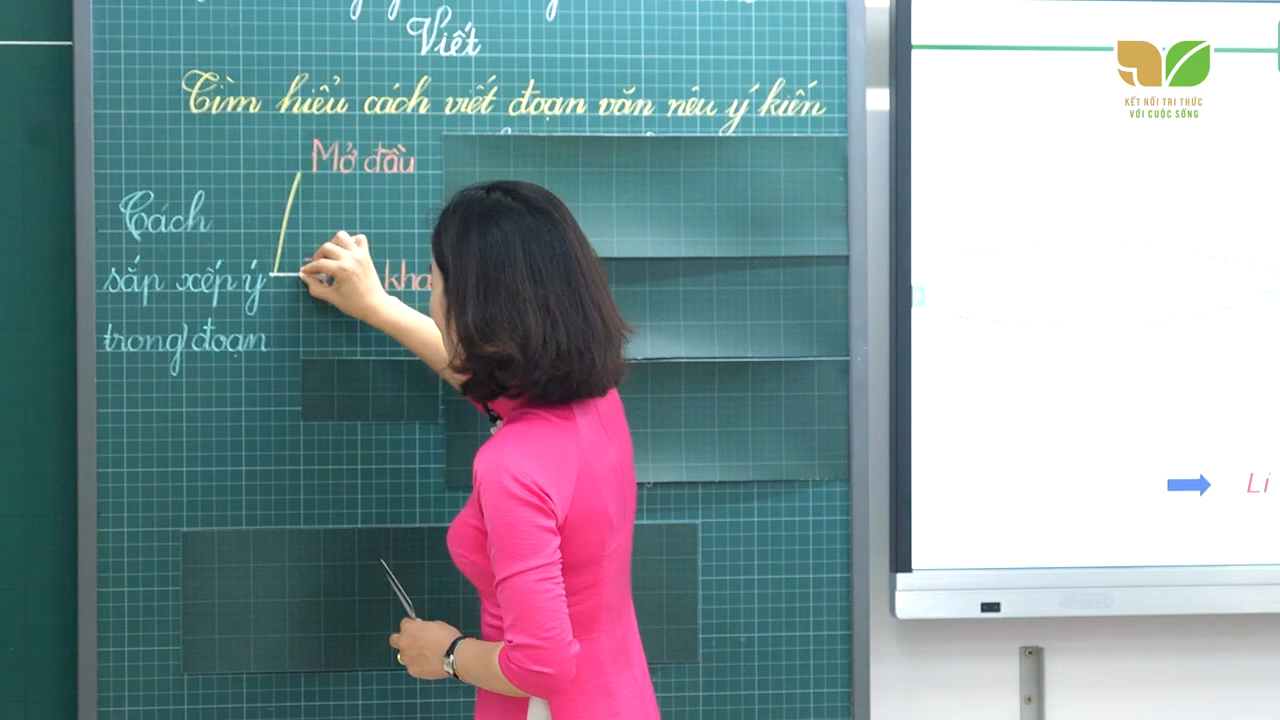 Viết
Tìm hiểu cách viết đoạn văn nêu ý kiến
Mở đầu
Cách
sắp xếp ý
trong đoạn
KẾT NỐI TRI THỨC
VỚI CUỘC SỐNG